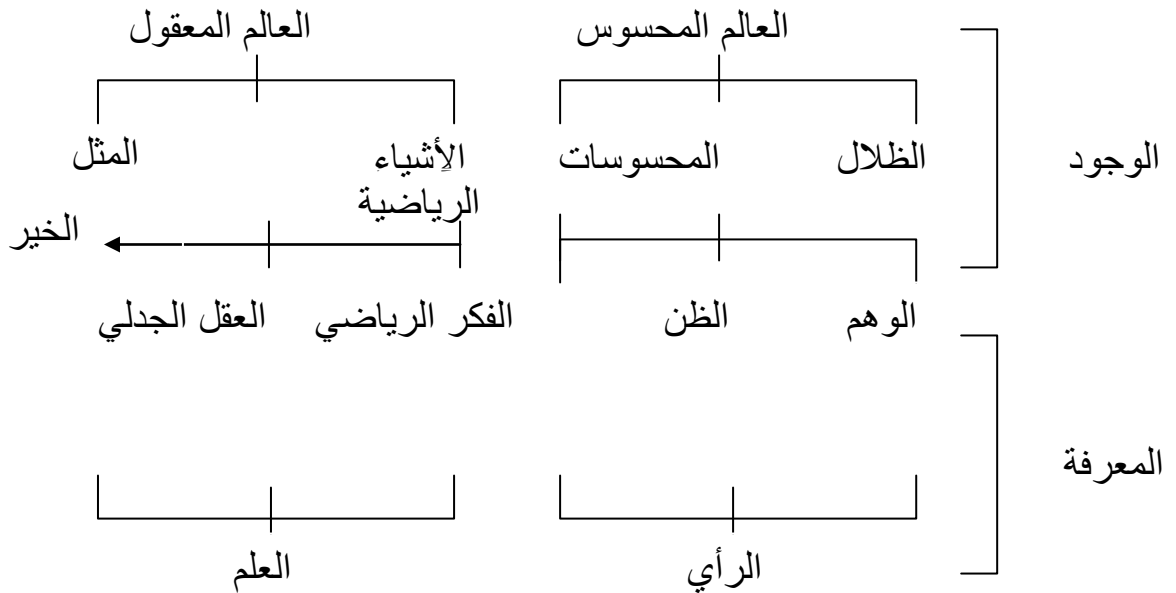 العالم المحسوس
العالم المعقول
الوجود
الظلال
المحسوسات
الأشياء
الرياضية
المثل
الخير
الوهم
الظن
الفكر الرياضي
العقل الجدلي
المعرفة
الرأي
العلم